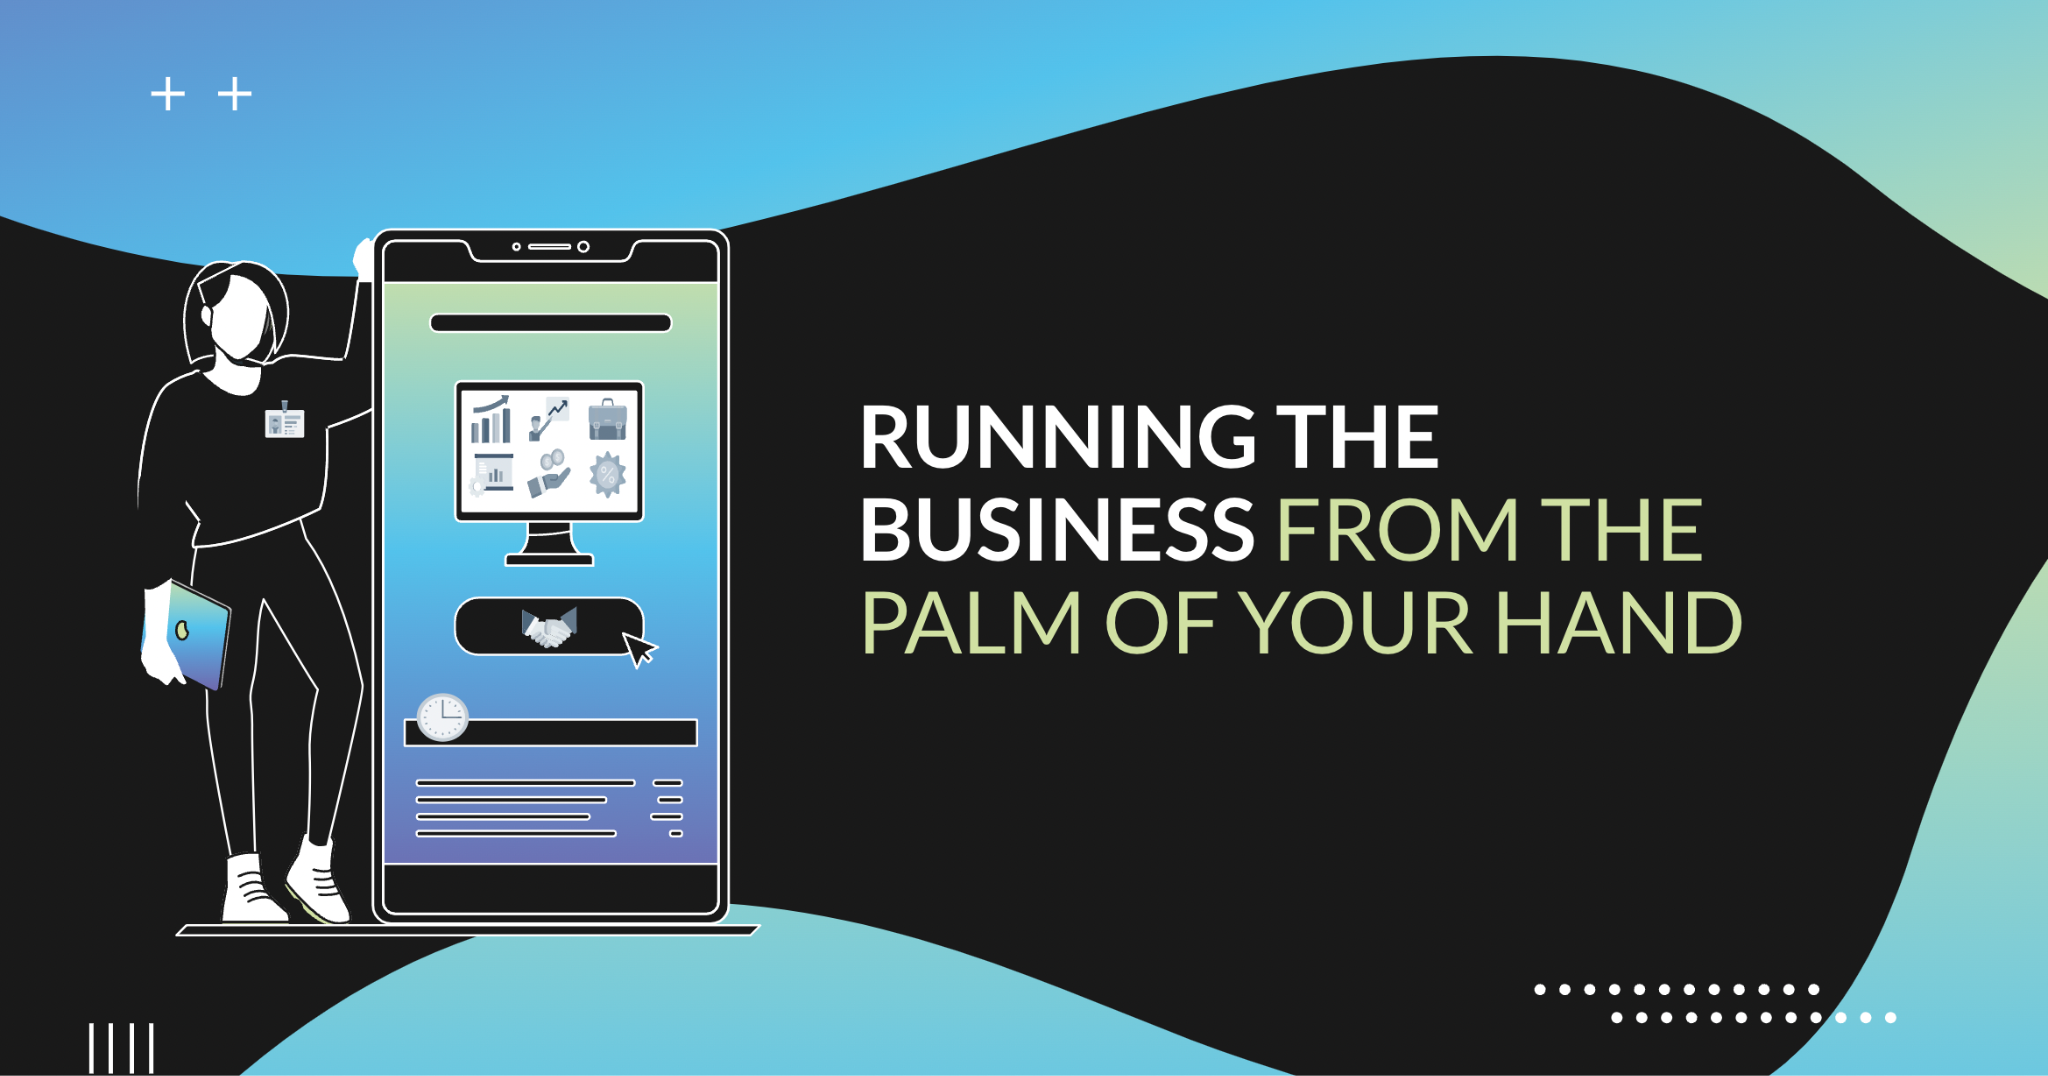 RUNNING THE
BUSINESS FROM THE
PALM OF YOUR HAND